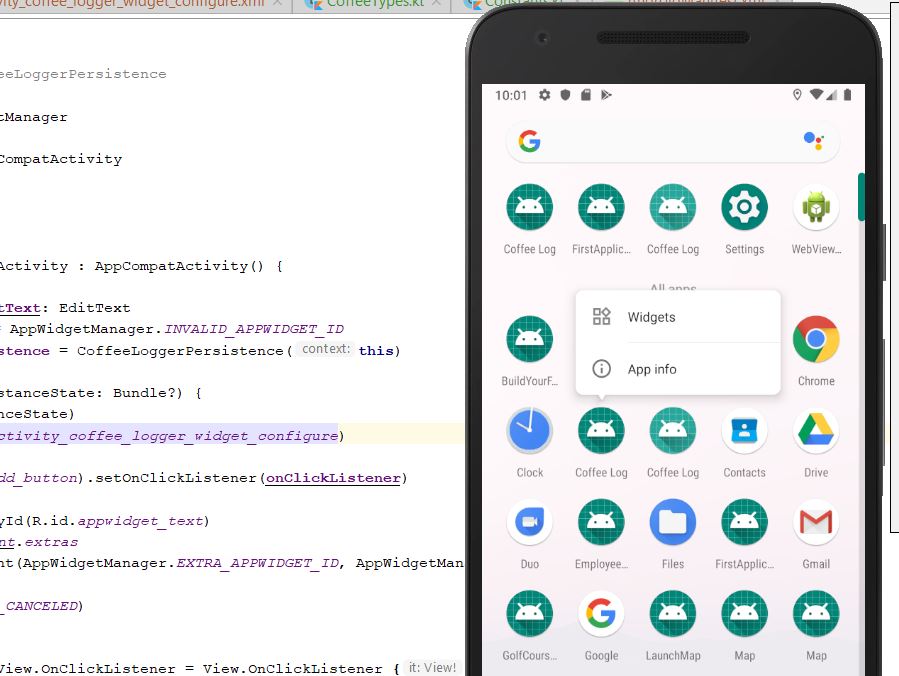 vity_coffee_logger_widget_configure.xml
CoffeeTypes.kt
eeLoggerPersistence
tManager
CompatActivity
Activity : AppCompatActivity() {
tText: EditText
= AppWidgetManager.INVALID_APPWIDGET_ID
stence = CoffeeLoggerPersistence( context: this)
stanceState: Bundle?) {
nceState)
ctivity_coffee_logger_widget_configure)
dd_button).setOnClickListener(onClickListener)
yId(R.id.appwidget_text)
nt.extras
nt(AppWidgetManager.EXTRA_APPWIDGET_ID, AppWidgetMan
_CANCELED)
View.OnClickListener = View.OnClickListener { it: View!
10:01
Coffee Log
FirstApplic...
Coffee Log
Settings
WebView...
All apps
Widgets
App info
BuildYourF...
Chrome
Clock
Coffee Log
Coffee Log
Contacts
Drive
Duo
Employee...
Files
FirstApplic...
Gmail
GolfCours...
Google
LaunchMap
Map
Map